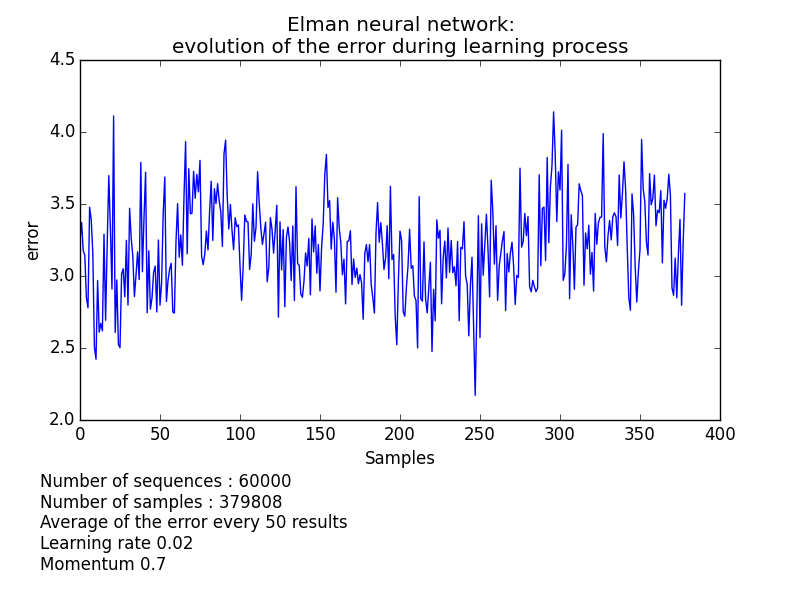 Elman neural network:
evolution of the error during learning process
4.5
4.0
3.5
3.0
2.5
2.0
error
0 50 100 150 200 250 300 350 400
Samples
Number of sequences : 60000
Number of samples : 379808
Average of the error every 50 results
Learning rate 0.02
Momentum 0.7